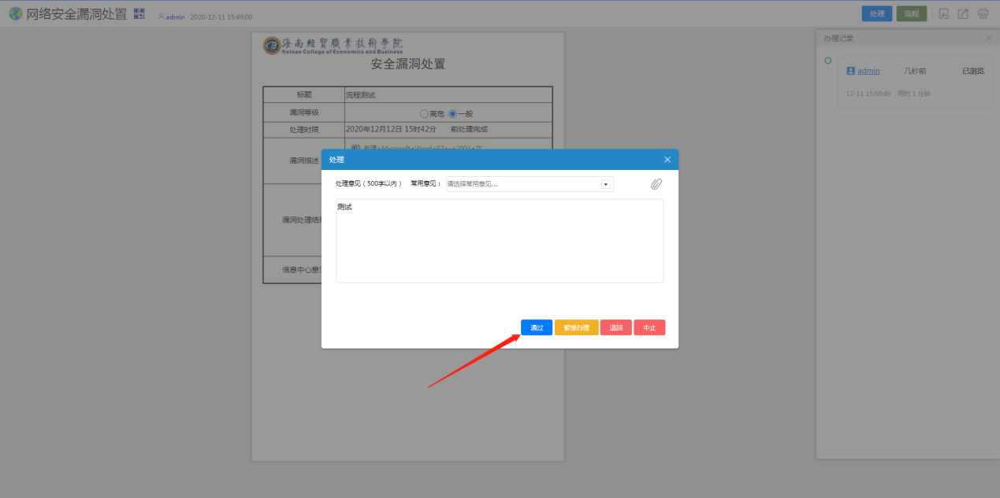 网络安全漏洞处置 admin 2020-12-11 15:49:00 处理 流程
办理记录
admin 几秒前 已浏览
12-11 15:50:49 用时 1 分钟
海南經貿職業技術學院
Hainan College of Economics and Business
安全漏洞处置
标题 流程测试
漏洞等级 高危 一般
处理时限 2020年12月12日 15时42分 前处理完成
新建+Microsoft+Word+97+-+2003+文
漏洞描述
漏洞处理结果
信息中心意见
处理
处理意见（500字以内） 常用意见： 请选择常用意见...
测试
通过 暂缓办理 退回 中止